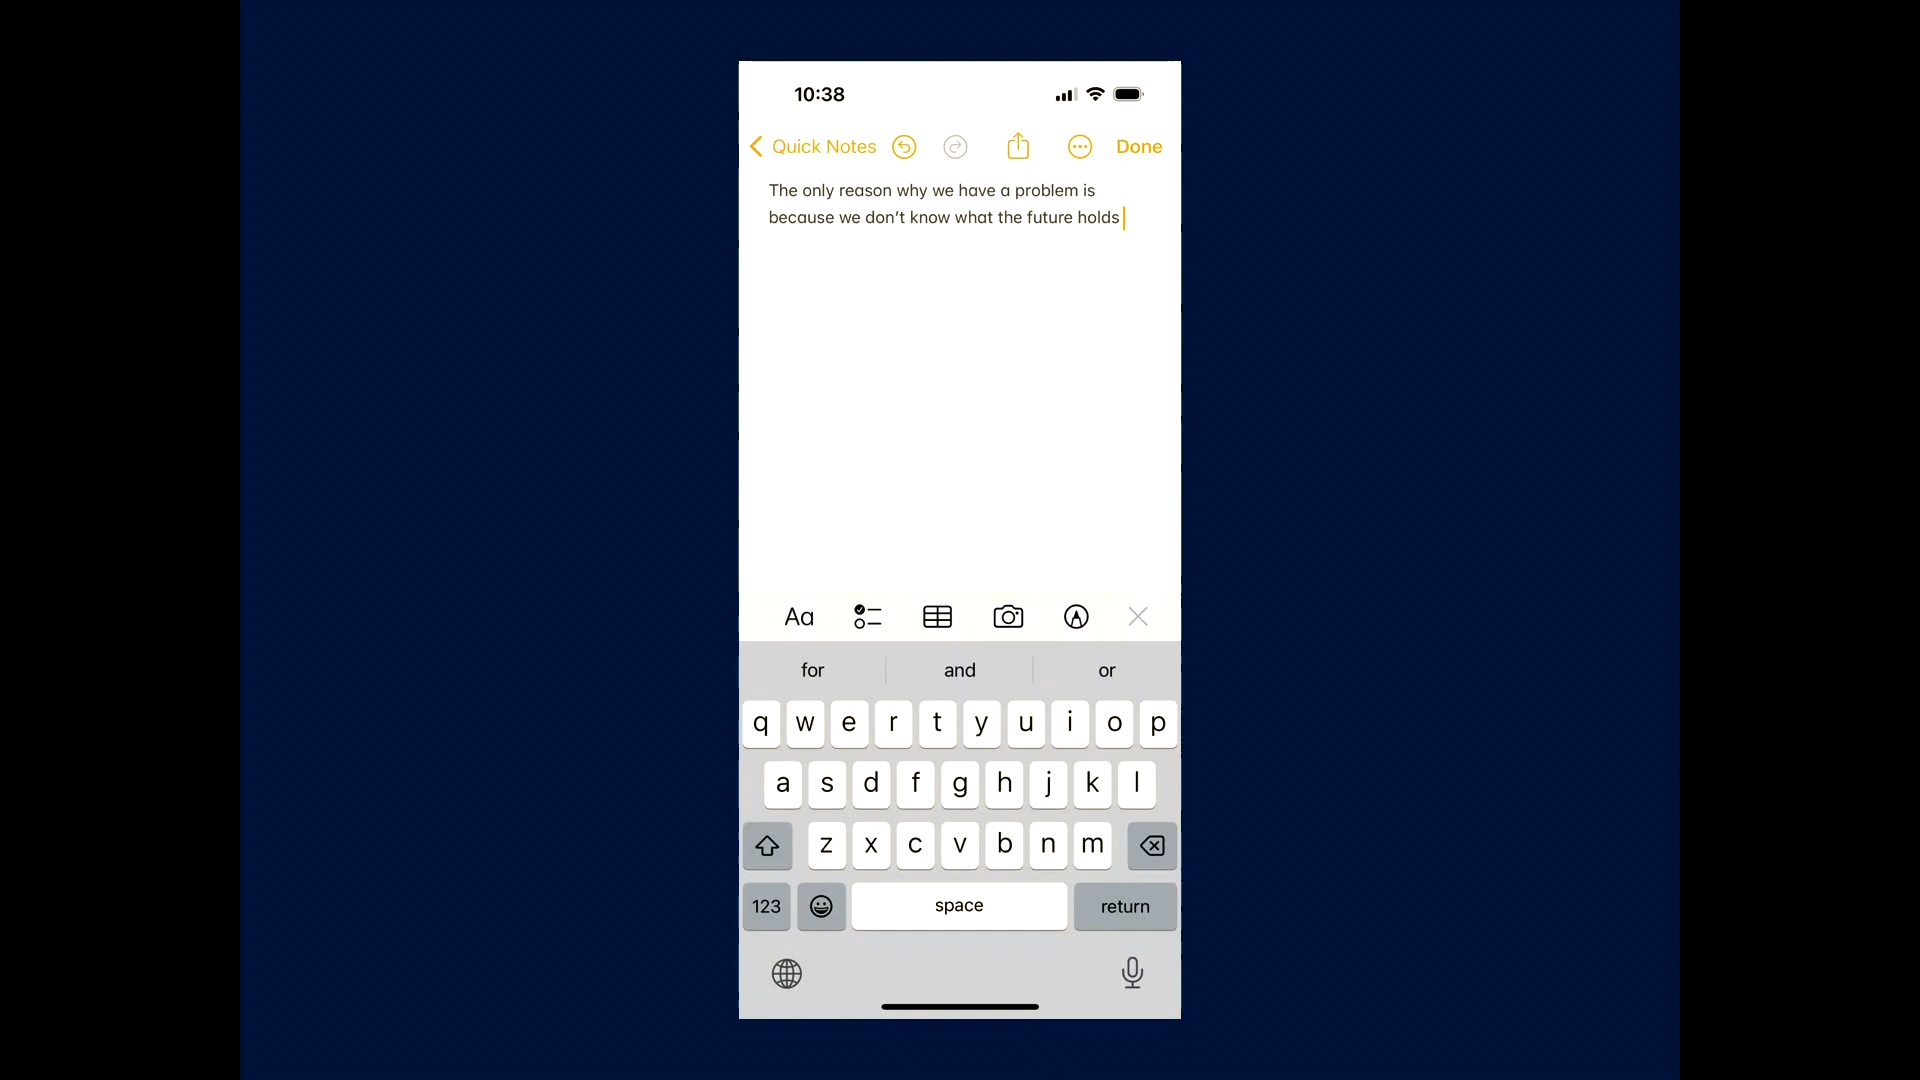 10:38
Quick Notes Done
The only reason why we have a problem is
because we don't know what the future holds
Aa
for and or
q w e r t y u i o p
a s d f g h j k l
z x c v b n m
123 space return